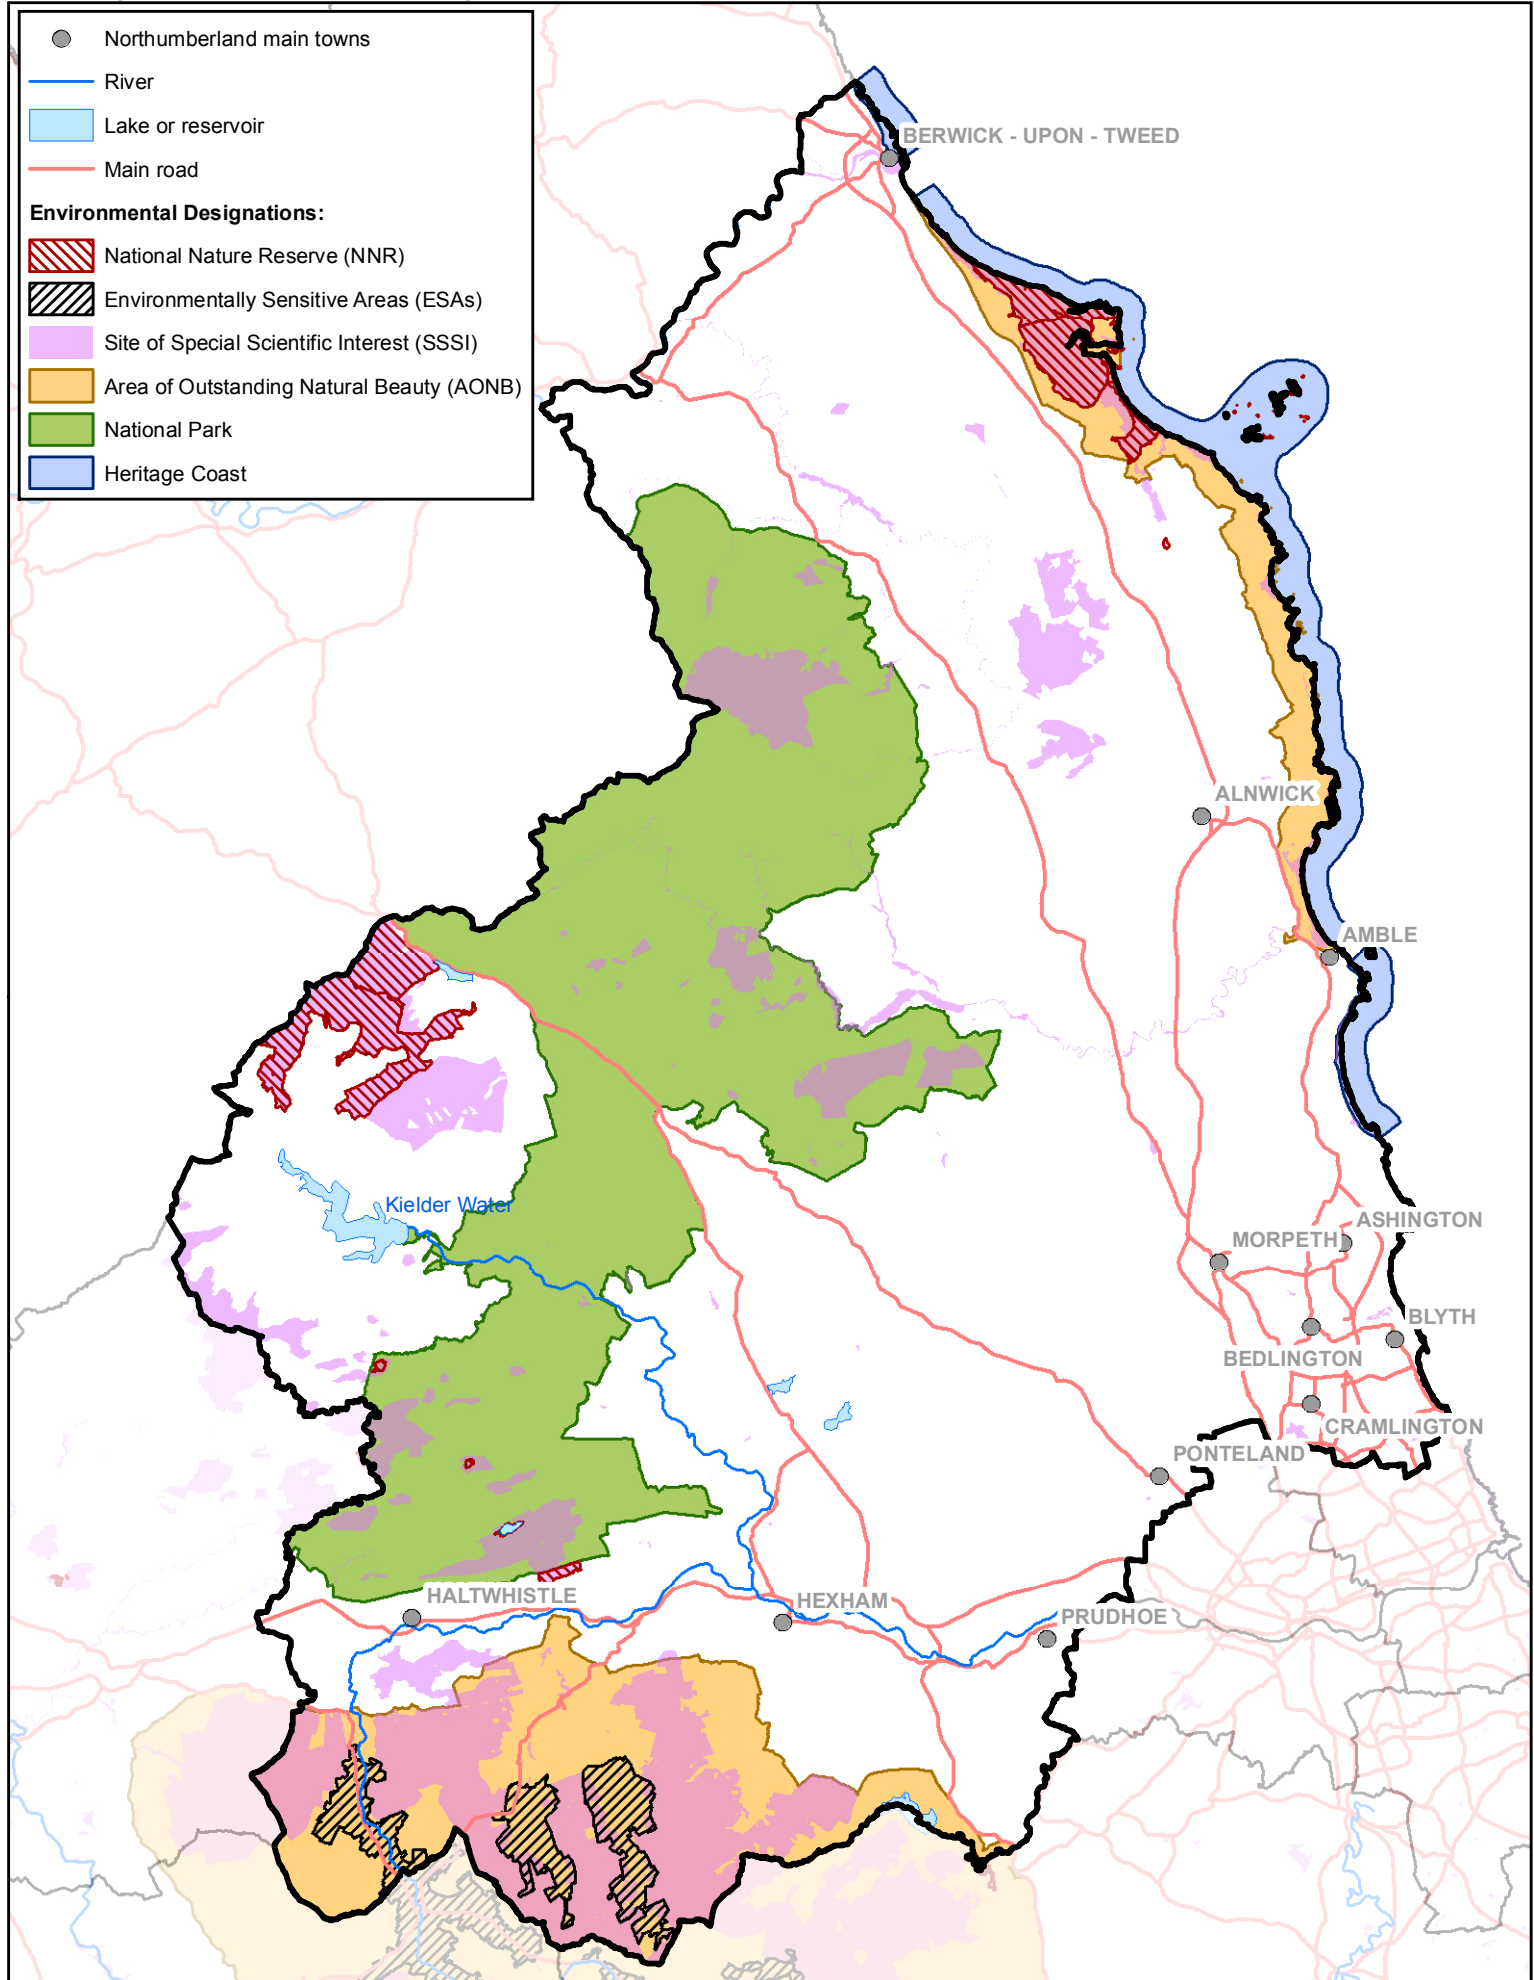 Northumberland main towns
River
Lake or reservoir
Main road
Environmental Designations:
National Nature Reserve (NNR)
Environmentally Sensitive Areas (ESAs)
Site of Special Scientific Interest (SSSI)
Area of Outstanding Natural Beauty (AONB)
National Park
Heritage Coast
BERWICK - UPON - TWEED
ALNWICK
AMBLE
Kielder Water
ASHINGTON
MORPETH
BLYTH
BEDLINGTON
CRAMLINGTON
PONTELAND
HALTWHISTLE
HEXHAM
PRUDHOE